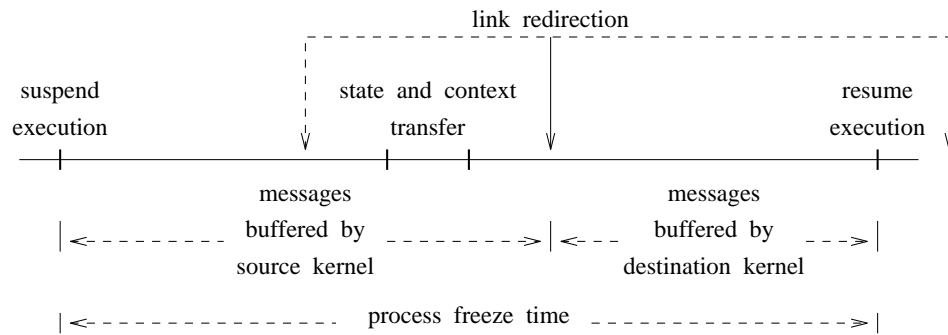 link redirection
suspend
execution
state and context
transfer
resume
execution
messages
buffered by
source kernel
messages
buffered by
destination kernel
process freeze time